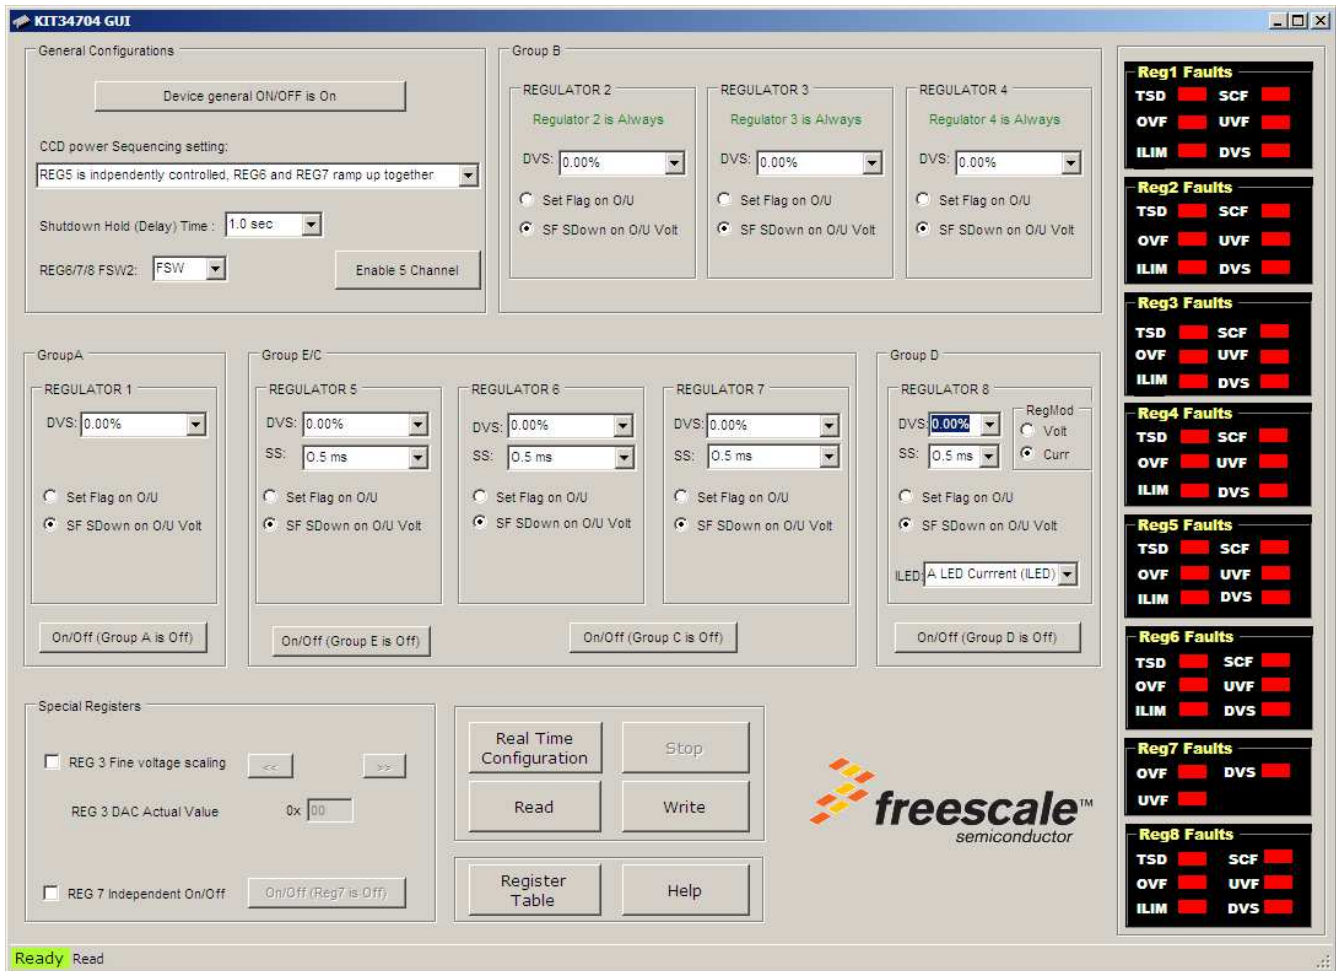 KIT34704 GUI
General Configurations
Device general ON/OFF is On
CCD power Sequencing setting:
REG5 is indpendently controlled, REG6 and REG7 ramp up together
Shutdown Hold (Delay) Time : 1.0 sec
REG6/7/8 FSW2: FSW
Enable 5 Channel
Group B
REGULATOR 2
Regulator 2 is Always
DVS: 0.00%
Set Flag on O/U
SF SDown on O/U Volt
REGULATOR 3
Regulator 3 is Always
DVS: 0.00%
Set Flag on O/U
SF SDown on O/U Volt
REGULATOR 4
Regulator 4 is Always
DVS: 0.00%
Set Flag on O/U
SF SDown on O/U Volt
GroupA
REGULATOR 1
DVS: 0.00%
Set Flag on O/U
SF SDown on O/U Volt
On/Off (Group A is Off)
Group E/C
REGULATOR 5
DVS: 0.00%
SS: 0.5 ms
Set Flag on O/U
SF SDown on O/U Volt
On/Off (Group E is Off)
REGULATOR 6
DVS: 0.00%
SS: 0.5 ms
Set Flag on O/U
SF SDown on O/U Volt
REGULATOR 7
DVS: 0.00%
SS: 0.5 ms
Set Flag on O/U
SF SDown on O/U Volt
On/Off (Group C is Off)
Group D
REGULATOR 8
DVS: 0.00%
SS: 0.5 ms
RegMod
Volt
Curr
Set Flag on O/U
SF SDown on O/U Volt
ILED: A LED Currrent (ILED)
On/Off (Group D is Off)
Special Registers
REG 3 Fine voltage scaling << >>
REG 3 DAC Actual Value 0x 00
REG 7 Independent On/Off On/Off (Reg7 is Off)
Real Time
Configuration
Stop
Read
Write
Register
Table
Help
freescale™
semiconductor
Reg1 Faults
TSD SCF
OVF UVF
ILIM DVS
Reg2 Faults
TSD SCF
OVF UVF
ILIM DVS
Reg3 Faults
TSD SCF
OVF UVF
ILIM DVS
Reg4 Faults
TSD SCF
OVF UVF
ILIM DVS
Reg5 Faults
TSD SCF
OVF UVF
ILIM DVS
Reg6 Faults
TSD SCF
OVF UVF
ILIM DVS
Reg7 Faults
OVF DVS
UVF
Reg8 Faults
TSD SCF
OVF UVF
ILIM DVS
Ready Read